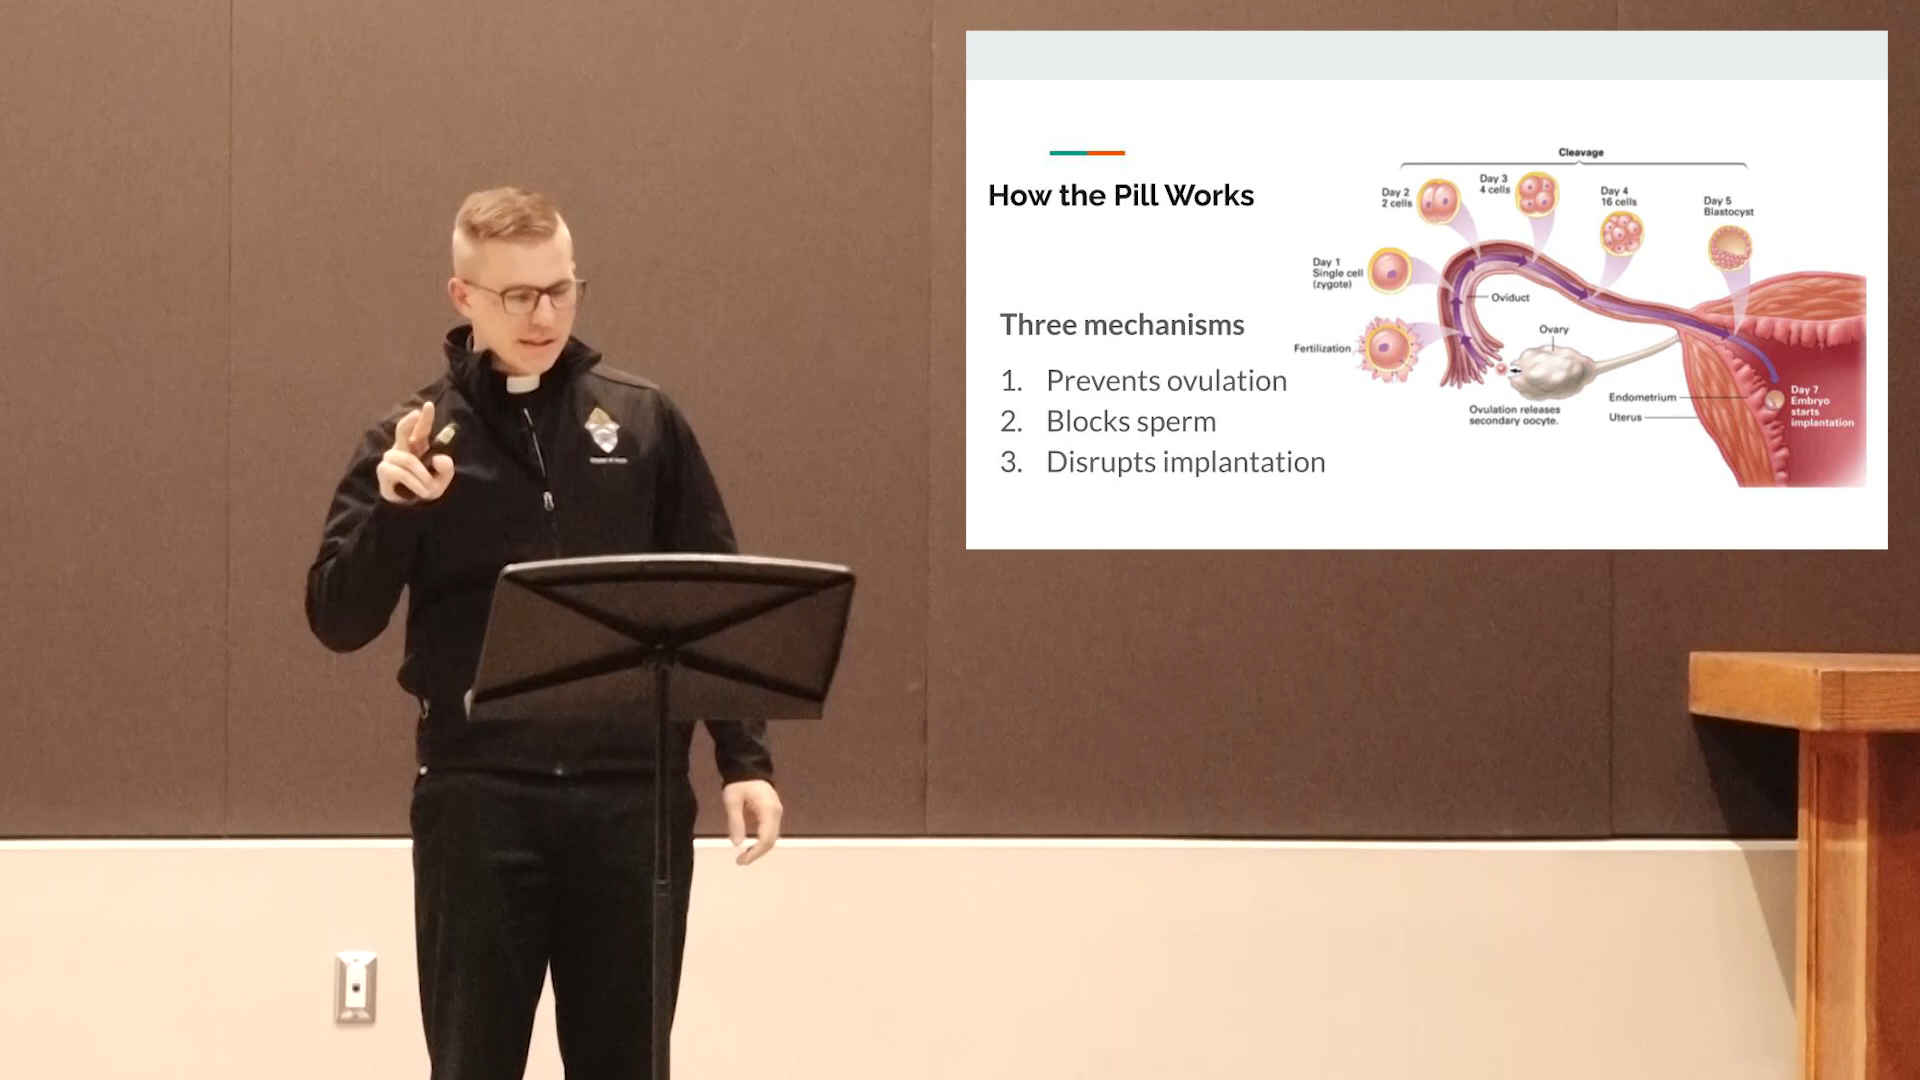 How the Pill Works
Three mechanisms
1. Prevents ovulation
2. Blocks sperm
3. Disrupts implantation
Cleavage
Day 2
2 cells
Day 3
4 cells
Day 4
16 cells
Day 5
Blastocyst
Day 1
Single cell
(zygote)
Oviduct
Ovary
Fertilization
Ovulation releases
secondary oocyte.
Endometrium
Uterus
Day 7
Embryo
starts
implantation